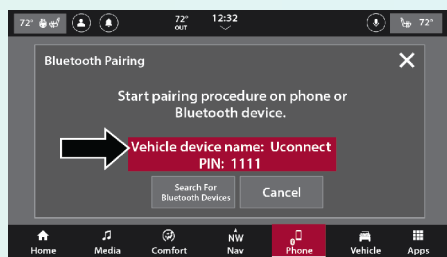 72° 72° OUT 12:32 72°
Bluetooth Pairing
Start pairing procedure on phone or
Bluetooth device.
Vehicle device name: Uconnect
PIN: 1111
Search For
Bluetooth Devices
Cancel
Home Media Comfort NW Nav Phone Vehicle Apps